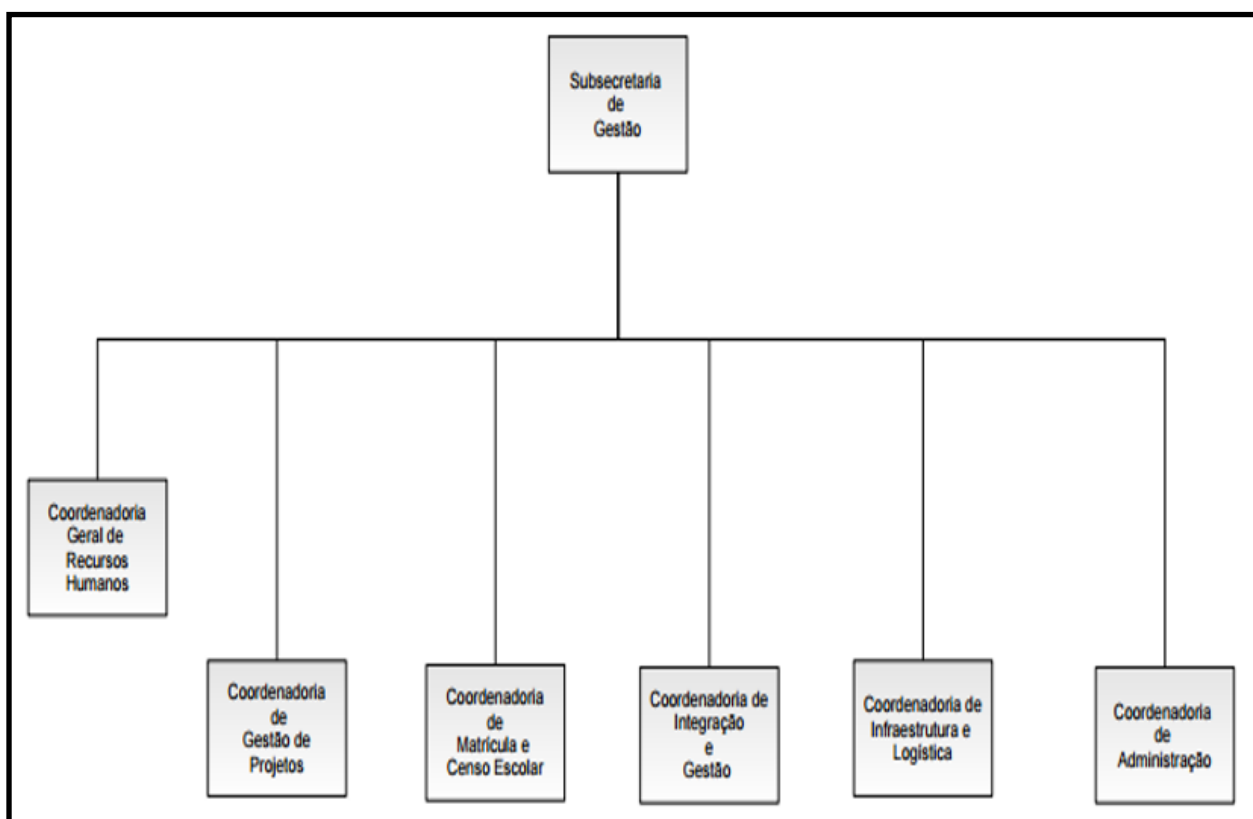 Subsecretaria
de
Gestão
Coordenadoria
Geral de
Recursos
Humanos
Coordenadoria
de
Gestão de
Projetos
Coordenadoria
de
Matrícula e
Censo Escolar
Coordenadoria de
Integração
e
Gestão
Coordenadoria de
Infraestrutura e
Logística
Coordenadoria
de
Administração